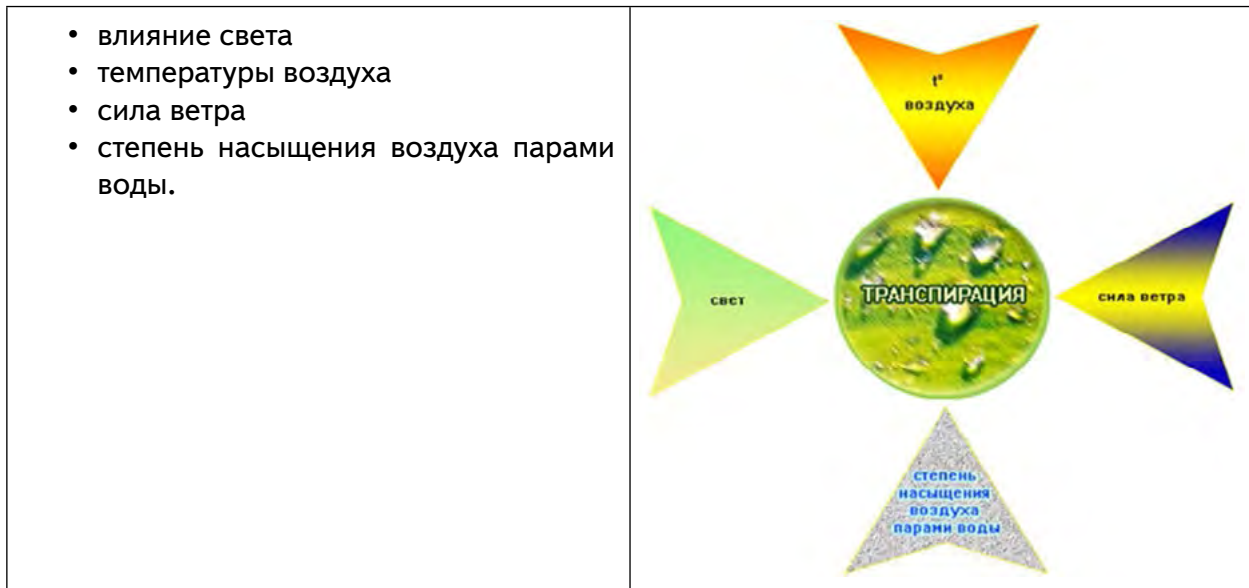 • влияние света
• температуры воздуха
• сила ветра
• степень насыщения воздуха парами
воды.
t°
воздуха
свет
ТРАНСПИРАЦИЯ
сила ветра
степень
насыщения
воздуха
парами воды